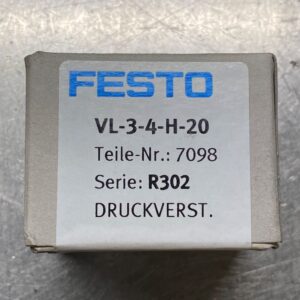 FESTO
VL-3-4-H-20
Teile-Nr.: 7098
Serie: R302
DRUCKVERST.